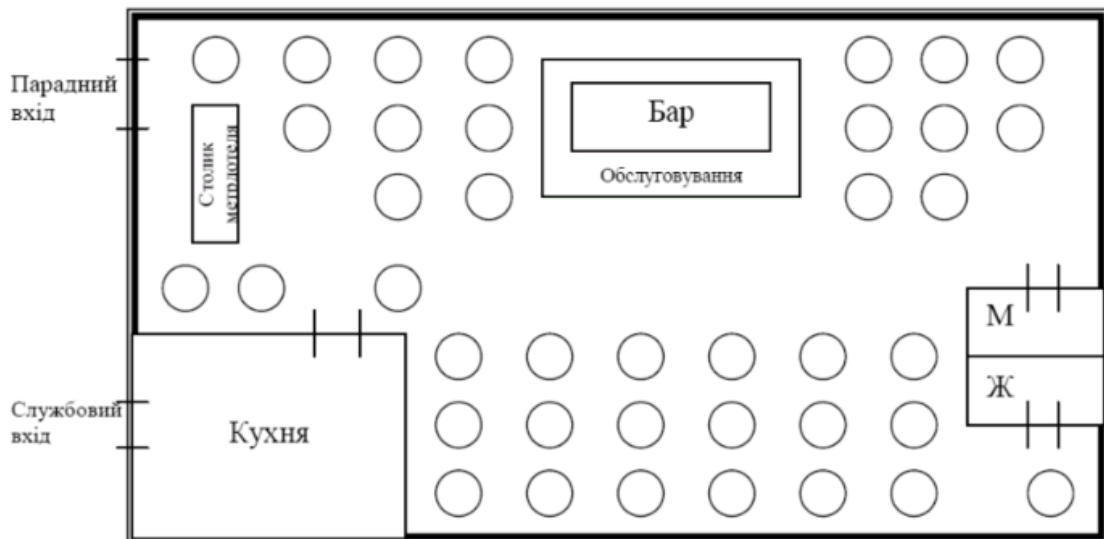 Парадний
вхід
Столик
метрдотеля
Бар
Обслуговування
М
Ж
Службовий
вхід
Кухня